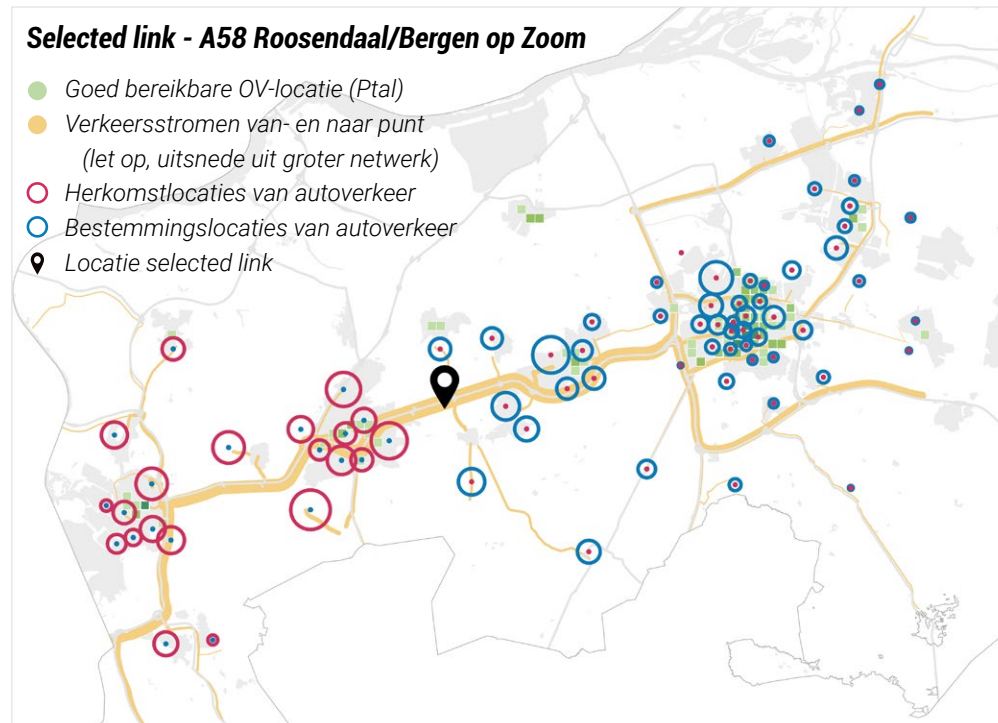 Selected link - A58 Roosendaal/Bergen op Zoom
Goed bereikbare OV-locatie (Ptal)
Verkeersstromen van- en naar punt
(let op, uitsnede uit groter netwerk)
Herkomstlocaties van autoverkeer
Bestemmingslocaties van autoverkeer
Locatie selected link